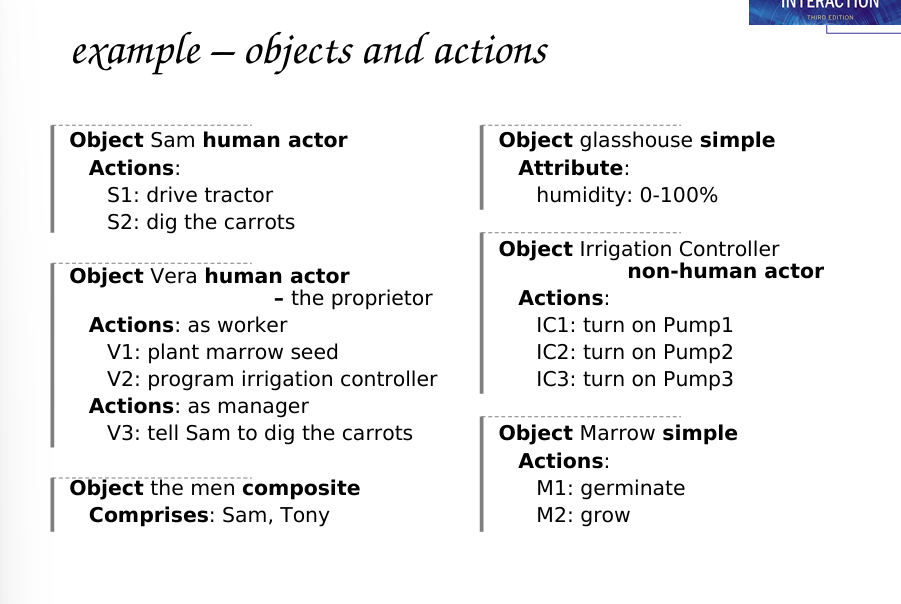 INTERACTION
THIRD EDITION
example – objects and actions
Object Sam human actor
Actions:
S1: drive tractor
S2: dig the carrots
Object Vera human actor
– the proprietor
Actions: as worker
V1: plant marrow seed
V2: program irrigation controller
Actions: as manager
V3: tell Sam to dig the carrots
Object the men composite
Comprises: Sam, Tony
Object glasshouse simple
Attribute:
humidity: 0-100%
Object Irrigation Controller
non-human actor
Actions:
IC1: turn on Pump1
IC2: turn on Pump2
IC3: turn on Pump3
Object Marrow simple
Actions:
M1: germinate
M2: grow